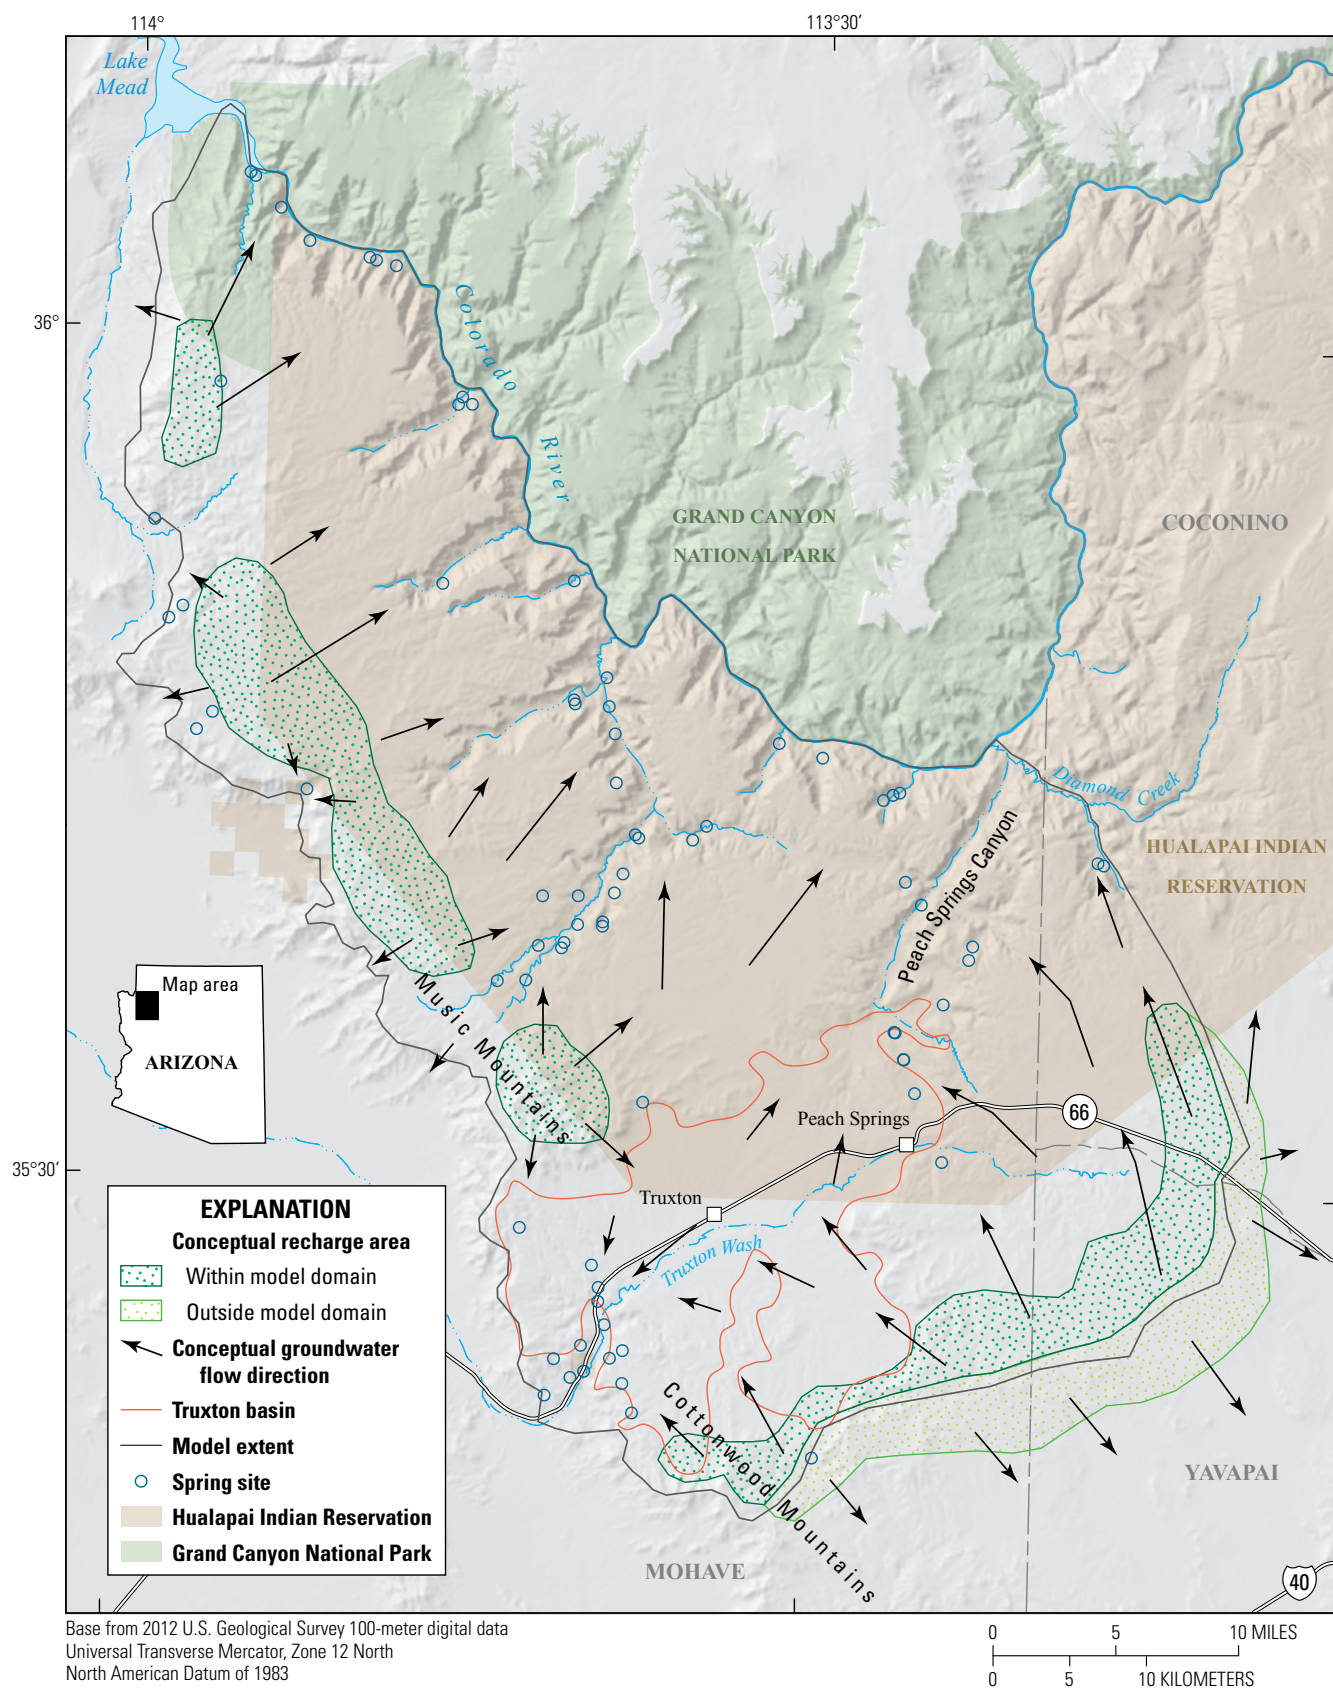 114°
113°30'
Lake
Mead
36°
Colorado
River
GRAND CANYON
NATIONAL PARK
COCONINO
Diamond Creek
HUALAPAI INDIAN
RESERVATION
Peach Springs Canyon
Music Mountains
Map area
ARIZONA
Peach Springs
66
35°30'
Truxton
Truxton Wash
EXPLANATION
Conceptual recharge area
Within model domain
Outside model domain
Conceptual groundwater
flow direction
Truxton basin
Model extent
Spring site
Hualapai Indian Reservation
Grand Canyon National Park
Cottonwood Mountains
YAVAPAI
MOHAVE
40
Base from 2012 U.S. Geological Survey 100-meter digital data
Universal Transverse Mercator, Zone 12 North
North American Datum of 1983
0 5 10 MILES
0 5 10 KILOMETERS